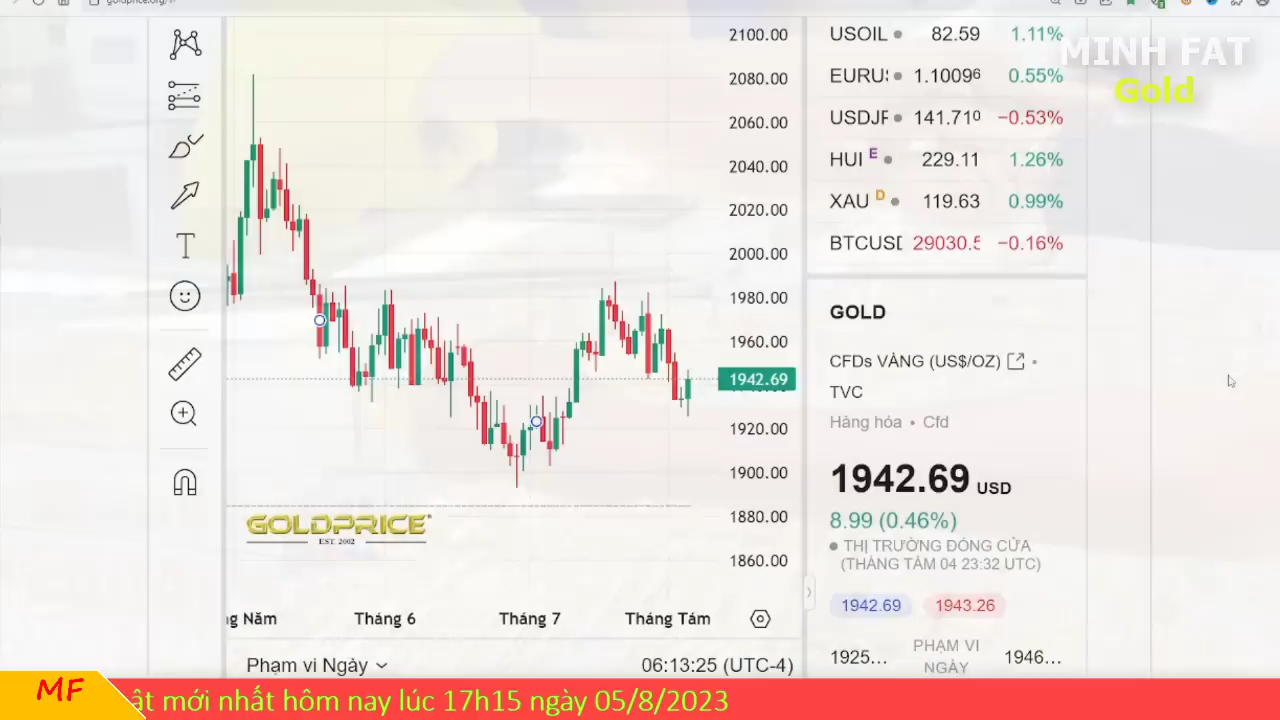 goldprice.org/#
MINH FAT
Gold
2100.00
2080.00
2060.00
2040.00
2020.00
2000.00
1980.00
1960.00
1942.69
1920.00
1900.00
1880.00
1860.00
USOIL 82.59 1.11%
1.10096 0.55%
141.710 −0.53%
HUI E 229.11 1.26%
XAU D 119.63 0.99%
−0.16%
GOLD
CFDs VÀNG (US$/OZ)
TVC
Hàng hóa • Cfd
1942.69 USD
8.99 (0.46%)
THỊ TRƯỜNG ĐÓNG CỬA
(THÁNG TÁM 04 23:32 UTC)
1942.69 1943.26
1925... PHẠM VI NGÀY 1946...
GOLDPRICE
EST. 2002
Năm Tháng 6 Tháng 7 Tháng Tám
Phạm vi Ngày 06:13:25 (UTC-4)
MF
mới nhất hôm nay lúc 17h15 ngày 05/8/2023